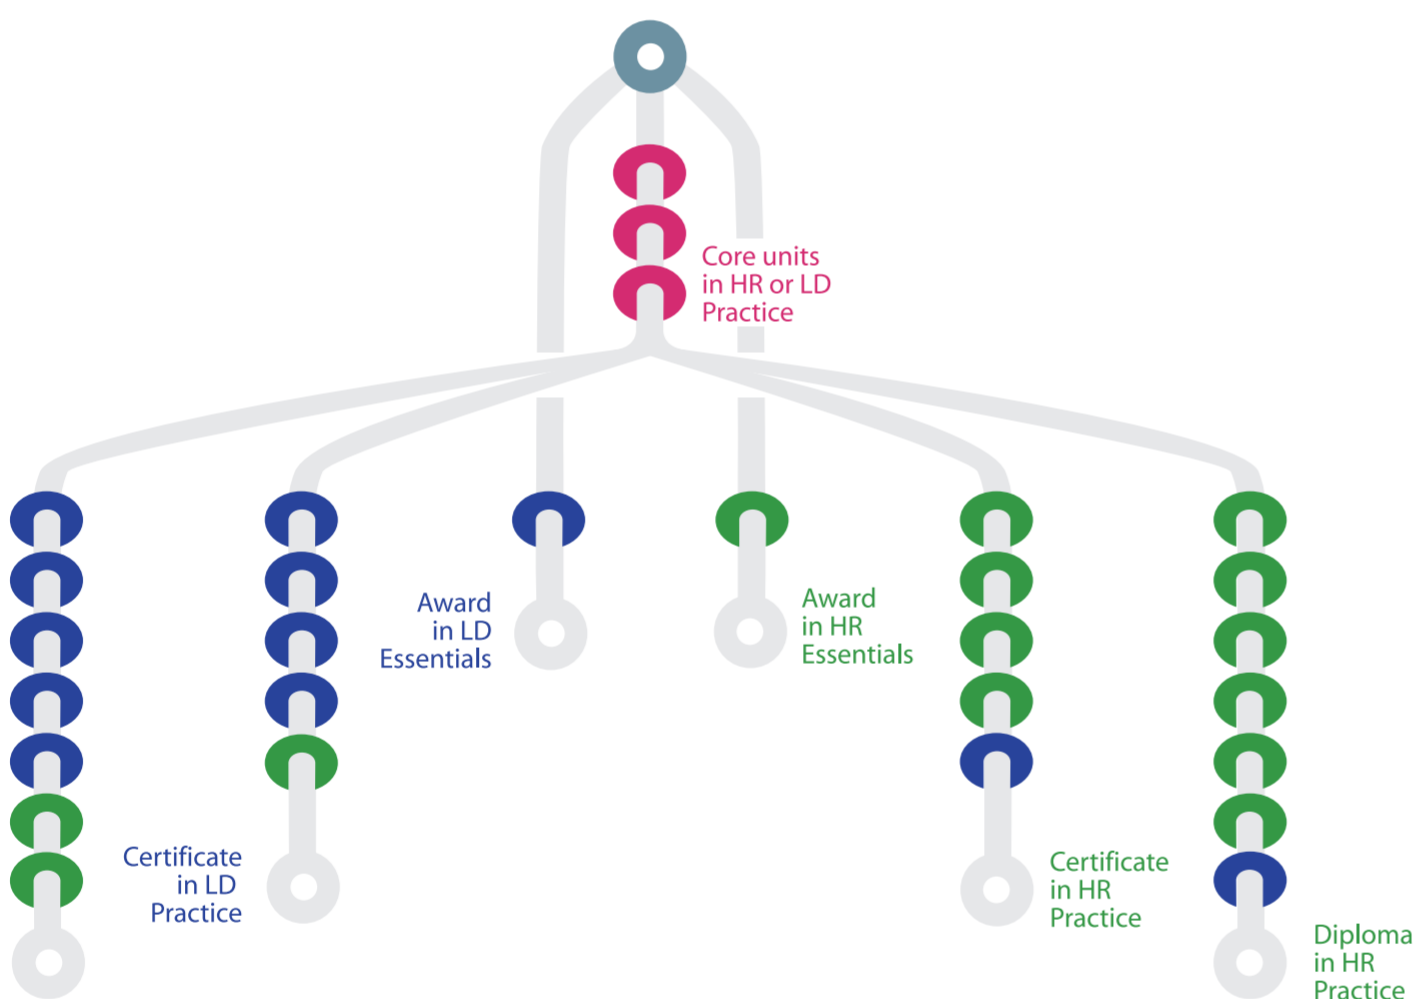 Core units
in HR or LD
Practice
Award
in LD
Essentials
Award
in HR
Essentials
Certificate
in LD
Practice
Certificate
in HR
Practice
Diploma
in HR
Practice